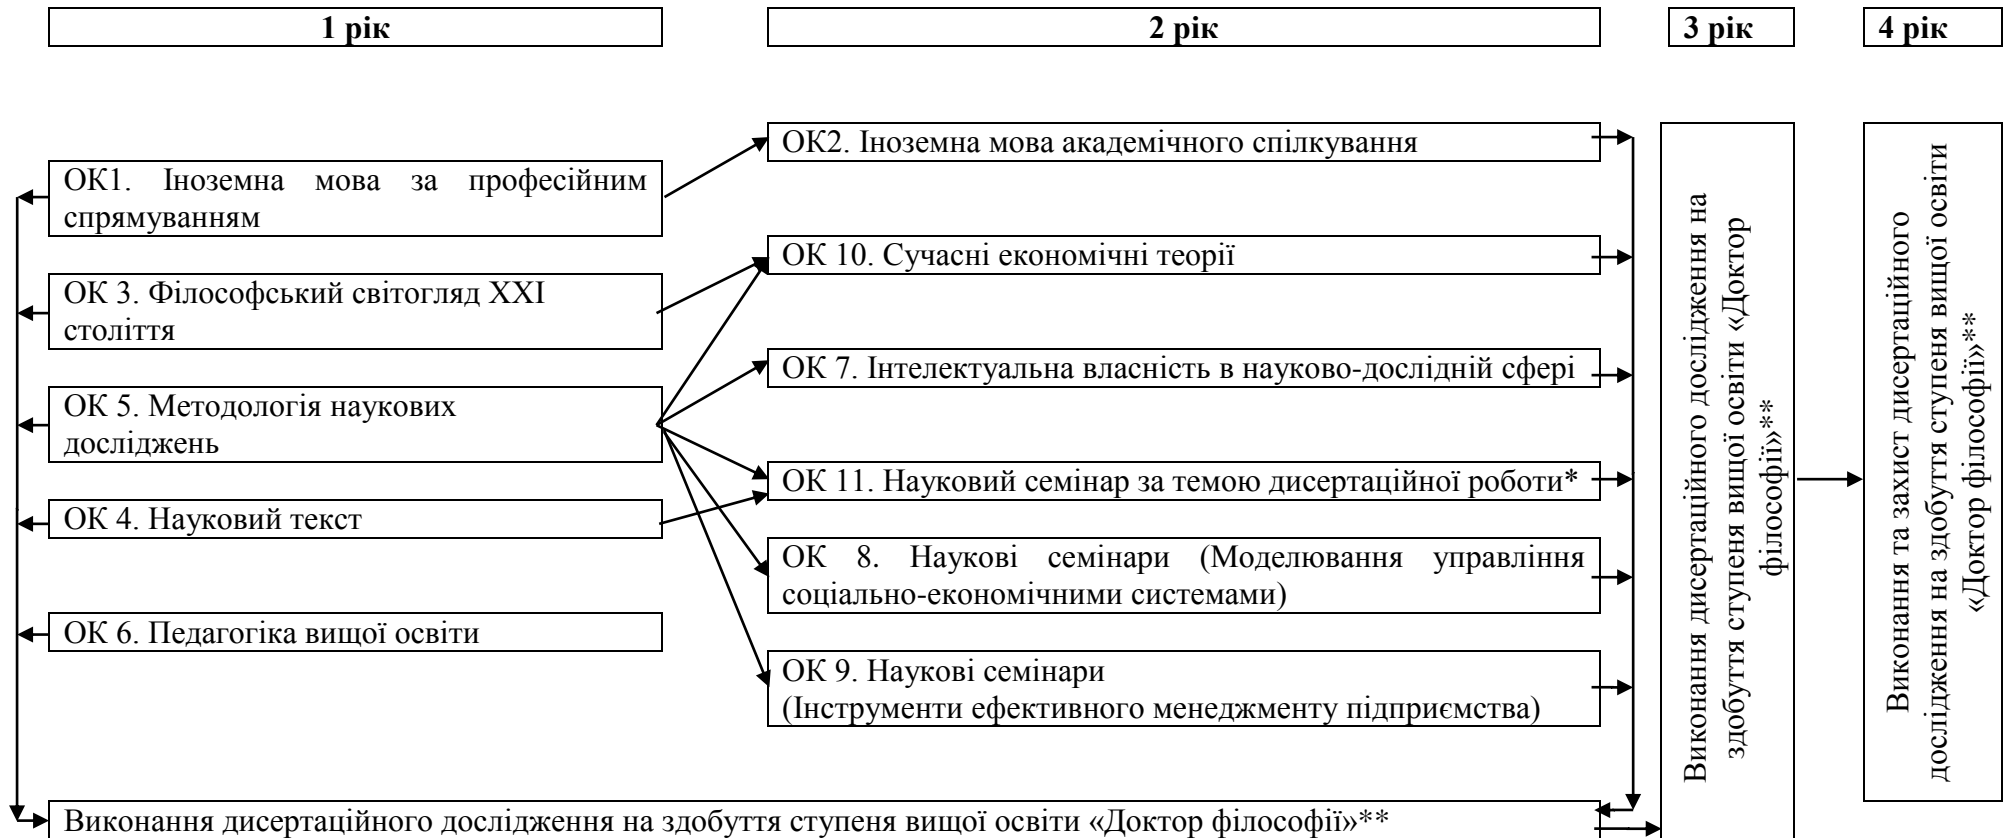 1 рік
2 рік
3 рік
4 рік
ОК1. Іноземна мова за професійним
спрямуванням
ОК 3. Філософський світогляд ХХІ
століття
ОК 5. Методологія наукових
досліджень
ОК 4. Науковий текст
ОК 6. Педагогіка вищої освіти
ОК2. Іноземна мова академічного спілкування
ОК 10. Сучасні економічні теорії
ОК 7. Інтелектуальна власність в науково-дослідній сфері
ОК 11. Науковий семінар за темою дисертаційної роботи*
ОК 8. Наукові семінари (Моделювання управління
соціально-економічними системами)
ОК 9. Наукові семінари
(Інструменти ефективного менеджменту підприємства)
Виконання дисертаційного дослідження на здобуття ступеня вищої освіти «Доктор філософії»**
Виконання дисертаційного дослідження на
здобуття ступеня вищої освіти «Доктор
філософії»**
Виконання та захист дисертаційного
дослідження на здобуття ступеня вищої освіти
«Доктор філософії»**